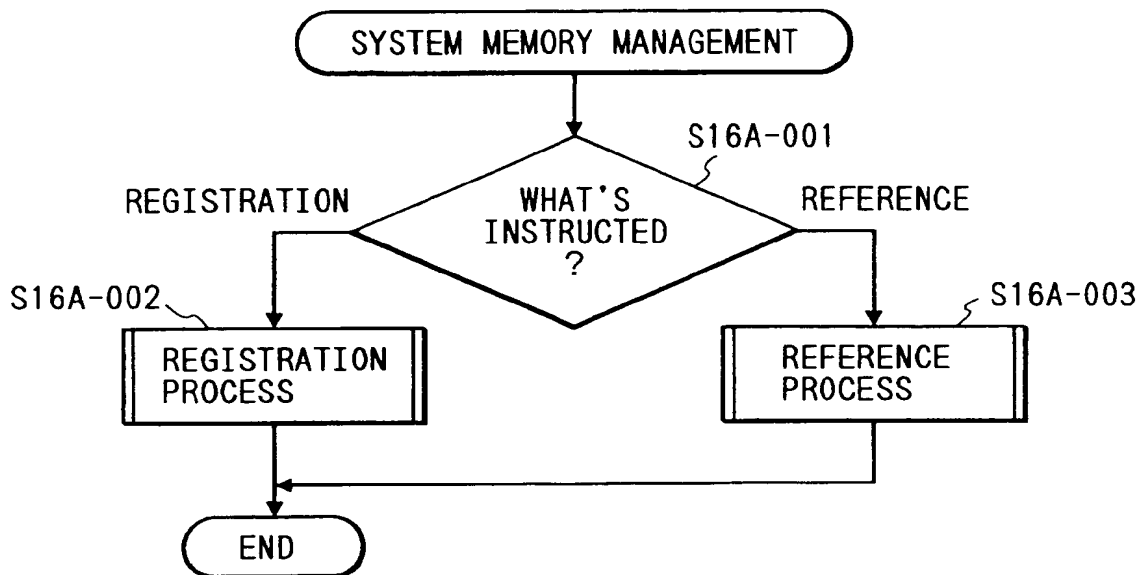 SYSTEM MEMORY MANAGEMENT
S16A-001
REGISTRATION
WHAT'S
INSTRUCTED
?
REFERENCE
S16A-002
S16A-003
REGISTRATION
PROCESS
REFERENCE
PROCESS
END